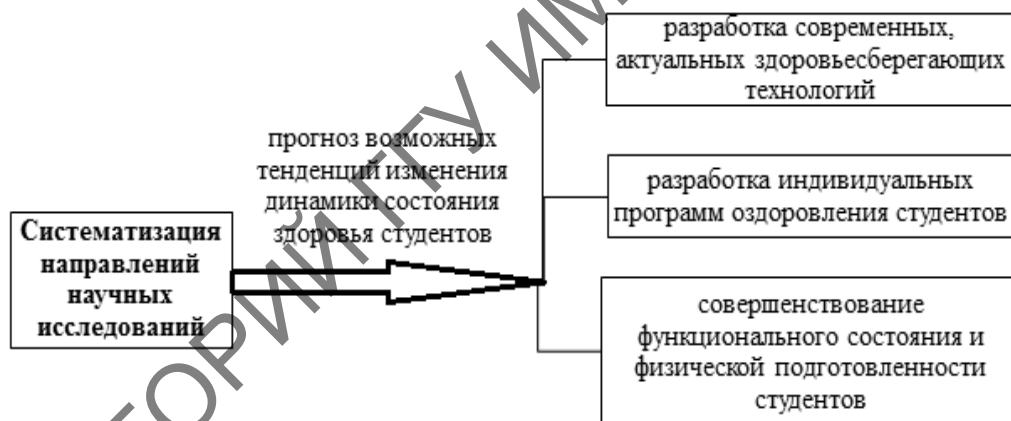 Систематизация
направлений
научных
исследований
прогноз возможных
тенденций изменения
динамики состояния
здоровья студентов
разработка современных,
актуальных здоровьесберегающих
технологий
разработка индивидуальных
программ оздоровления студентов
совершенствование
функционального состояния и
физической подготовленности
студентов
ГГУ